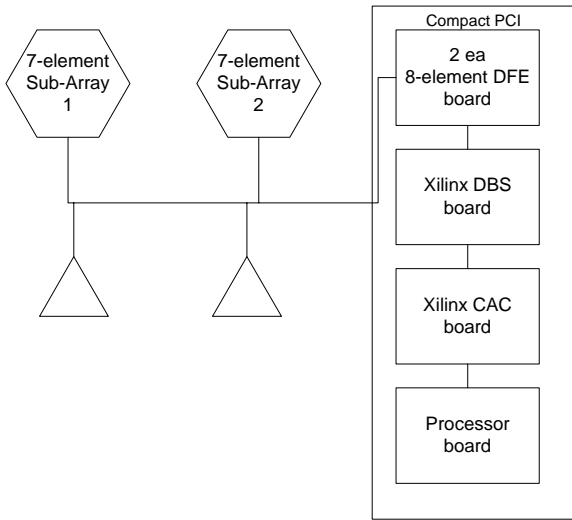 7-element
Sub-Array
1
7-element
Sub-Array
2
Compact PCI
2 ea
8-element DFE
board
Xilinx DBS
board
Xilinx CAC
board
Processor
board